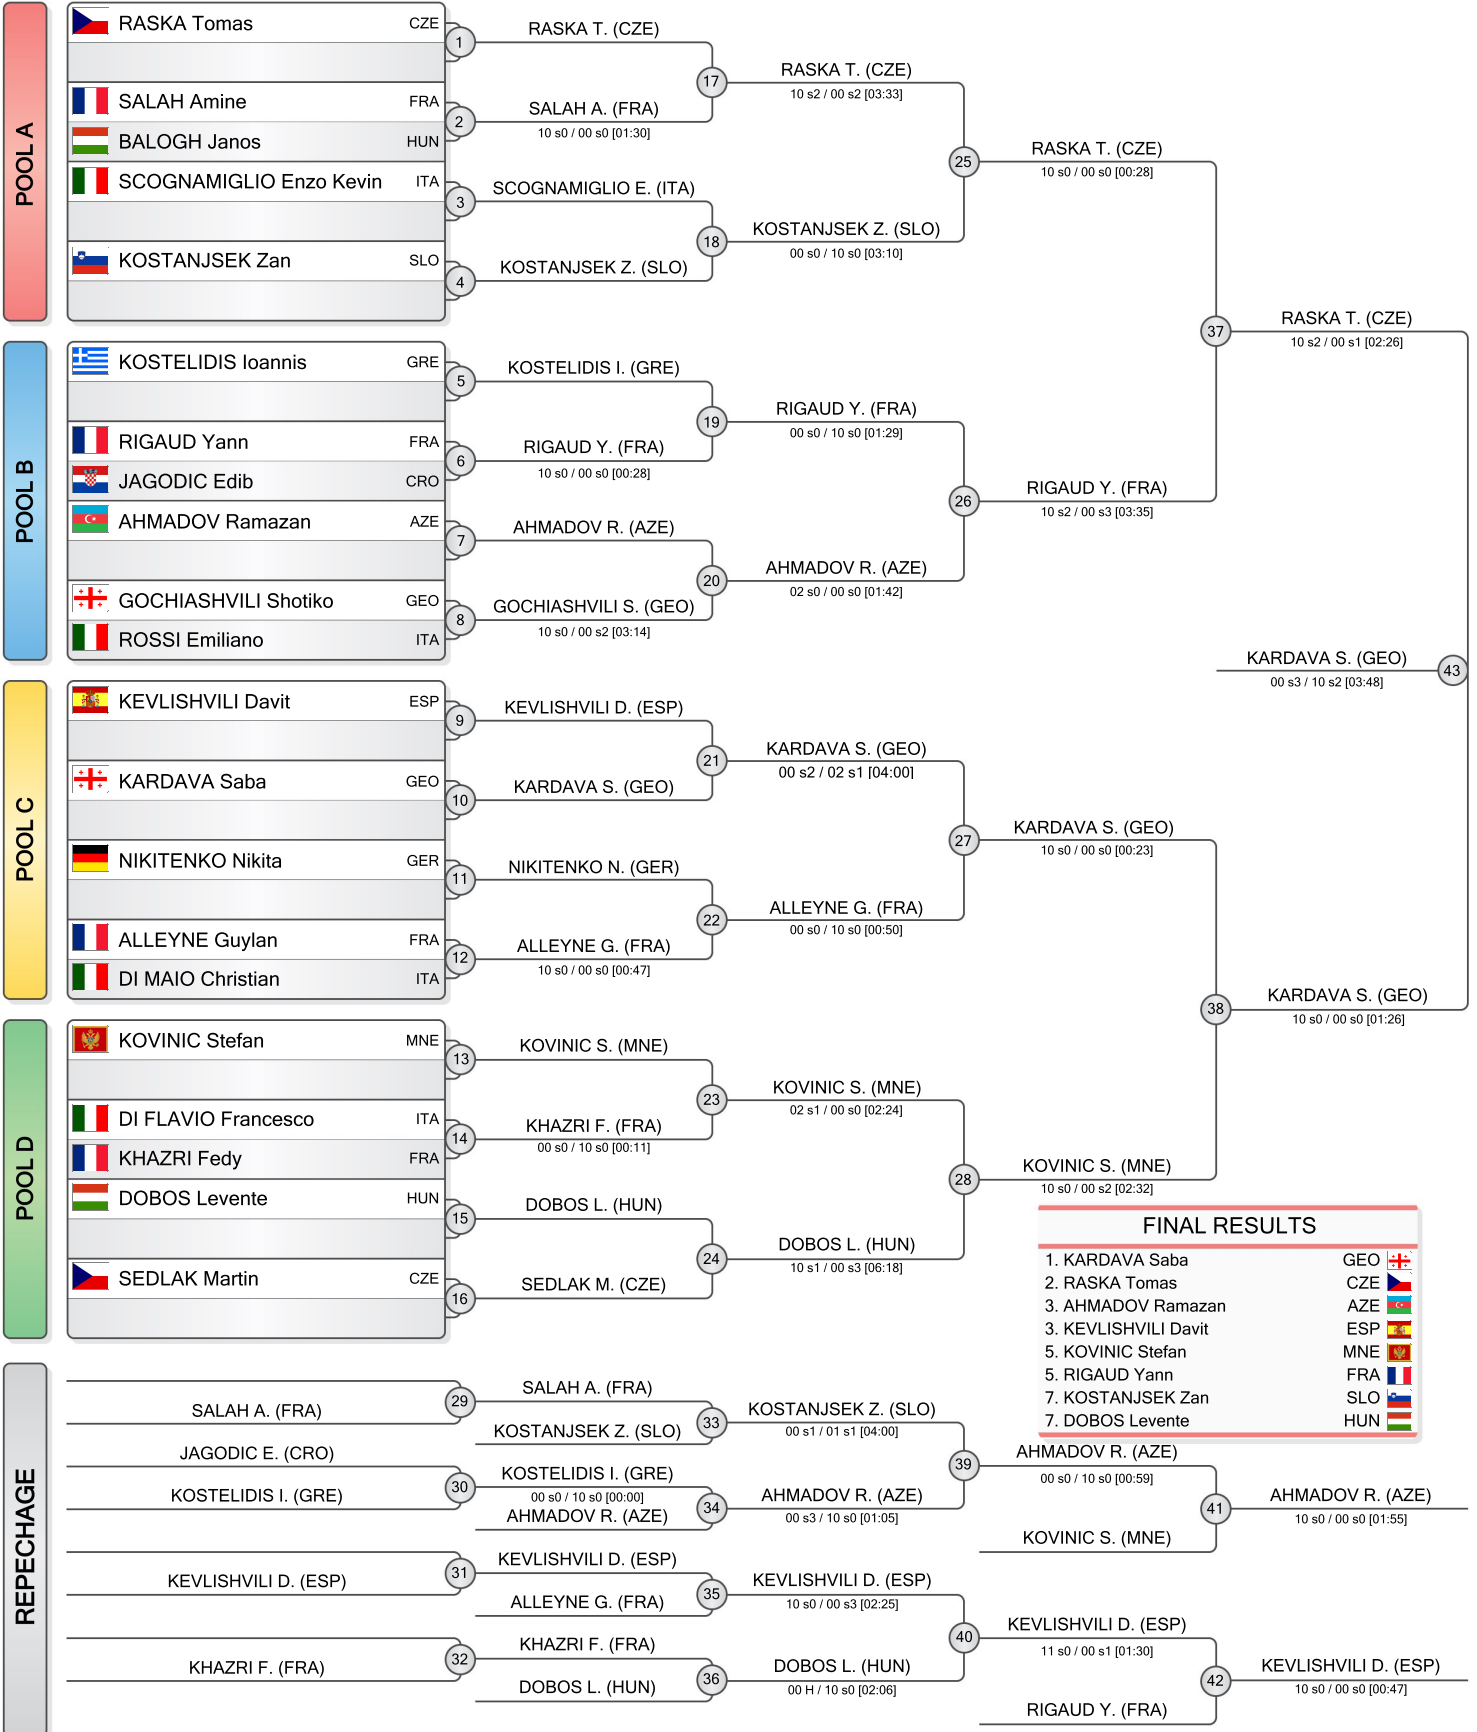 POOL A
RASKA Tomas CZE
SALAH Amine FRA
BALOGH Janos HUN
SCOGNAMIGLIO Enzo Kevin ITA
KOSTANJSEK Zan SLO
1
2
3
4
RASKA T. (CZE)
SALAH A. (FRA)
10 s0 / 00 s0 [01:30]
SCOGNAMIGLIO E. (ITA)
KOSTANJSEK Z. (SLO)
17
18
RASKA T. (CZE)
10 s2 / 00 s2 [03:33]
KOSTANJSEK Z. (SLO)
00 s0 / 10 s0 [03:10]
25
RASKA T. (CZE)
10 s0 / 00 s0 [00:28]
POOL B
KOSTELIDIS Ioannis GRE
RIGAUD Yann FRA
JAGODIC Edib CRO
AHMADOV Ramazan AZE
GOCHIASHVILI Shotiko GEO
ROSSI Emiliano ITA
5
6
7
8
KOSTELIDIS I. (GRE)
RIGAUD Y. (FRA)
10 s0 / 00 s0 [00:28]
AHMADOV R. (AZE)
GOCHIASHVILI S. (GEO)
10 s0 / 00 s2 [03:14]
19
20
RIGAUD Y. (FRA)
00 s0 / 10 s0 [01:29]
AHMADOV R. (AZE)
02 s0 / 00 s0 [01:42]
26
RIGAUD Y. (FRA)
10 s2 / 00 s3 [03:35]
37
RASKA T. (CZE)
10 s2 / 00 s1 [02:26]
KARDAVA S. (GEO)
00 s3 / 10 s2 [03:48]
43
POOL C
KEVLISHVILI Davit ESP
KARDAVA Saba GEO
NIKITENKO Nikita GER
ALLEYNE Guylan FRA
DI MAIO Christian ITA
9
10
11
12
KEVLISHVILI D. (ESP)
KARDAVA S. (GEO)
NIKITENKO N. (GER)
ALLEYNE G. (FRA)
10 s0 / 00 s0 [00:47]
21
22
KARDAVA S. (GEO)
00 s2 / 02 s1 [04:00]
ALLEYNE G. (FRA)
00 s0 / 10 s0 [00:50]
27
KARDAVA S. (GEO)
10 s0 / 00 s0 [00:23]
POOL D
KOVINIC Stefan MNE
DI FLAVIO Francesco ITA
KHAZRI Fedy FRA
DOBOS Levente HUN
SEDLAK Martin CZE
13
14
15
16
KOVINIC S. (MNE)
KHAZRI F. (FRA)
00 s0 / 10 s0 [00:11]
DOBOS L. (HUN)
SEDLAK M. (CZE)
23
24
KOVINIC S. (MNE)
02 s1 / 00 s0 [02:24]
DOBOS L. (HUN)
10 s1 / 00 s3 [06:18]
28
KOVINIC S. (MNE)
10 s0 / 00 s2 [02:32]
38
KARDAVA S. (GEO)
10 s0 / 00 s0 [01:26]
FINAL RESULTS
1. KARDAVA Saba GEO
2. RASKA Tomas CZE
3. AHMADOV Ramazan AZE
3. KEVLISHVILI Davit ESP
5. KOVINIC Stefan MNE
5. RIGAUD Yann FRA
7. KOSTANJSEK Zan SLO
7. DOBOS Levente HUN
REPECHAGE
SALAH A. (FRA)
JAGODIC E. (CRO)
KOSTELIDIS I. (GRE)
KEVLISHVILI D. (ESP)
KHAZRI F. (FRA)
29
30
31
32
SALAH A. (FRA)
KOSTANJSEK Z. (SLO)
KOSTELIDIS I. (GRE)
00 s0 / 10 s0 [00:00]
AHMADOV R. (AZE)
KEVLISHVILI D. (ESP)
ALLEYNE G. (FRA)
KHAZRI F. (FRA)
DOBOS L. (HUN)
33
34
35
36
KOSTANJSEK Z. (SLO)
00 s1 / 01 s1 [04:00]
AHMADOV R. (AZE)
00 s3 / 10 s0 [01:05]
KEVLISHVILI D. (ESP)
10 s0 / 00 s3 [02:25]
DOBOS L. (HUN)
00 H / 10 s0 [02:06]
39
40
AHMADOV R. (AZE)
00 s0 / 10 s0 [00:59]
KOVINIC S. (MNE)
KEVLISHVILI D. (ESP)
11 s0 / 00 s1 [01:30]
RIGAUD Y. (FRA)
41
42
AHMADOV R. (AZE)
10 s0 / 00 s0 [01:55]
KEVLISHVILI D. (ESP)
10 s0 / 00 s0 [00:47]